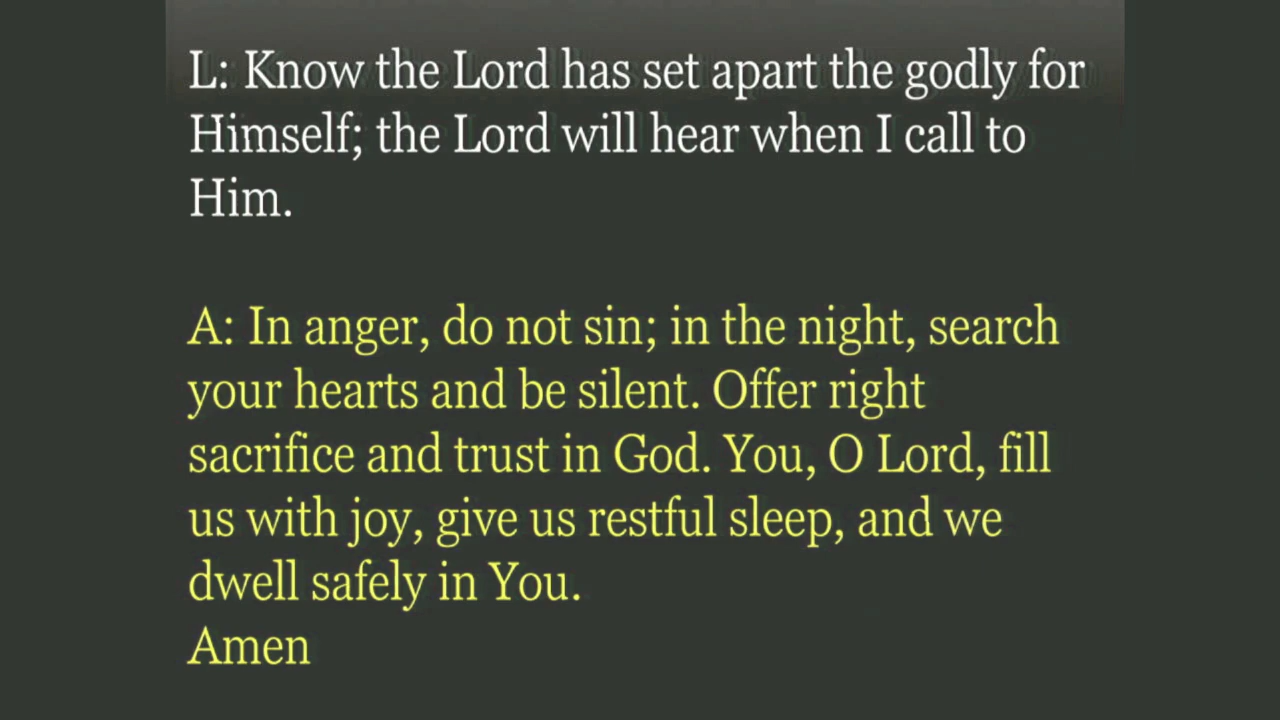 L: Know the Lord has set apart the godly for
Himself; the Lord will hear when I call to
Him.
A: In anger, do not sin; in the night, search
your hearts and be silent. Offer right
sacrifice and trust in God. You, O Lord, fill
us with joy, give us restful sleep, and we
dwell safely in You.
Amen